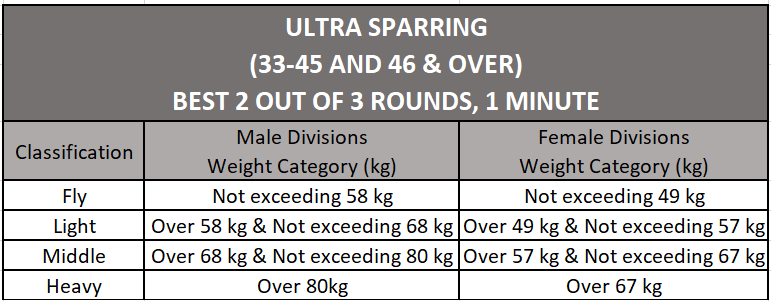 ULTRA SPARRING
(33-45 AND 46 & OVER)
BEST 2 OUT OF 3 ROUNDS, 1 MINUTE
Classification
Male Divisions
Weight Category (kg)
Female Divisions
Weight Category (kg)
Fly Not exceeding 58 kg Not exceeding 49 kg
Light Over 58 kg & Not exceeding 68 kg Over 49 kg & Not exceeding 57 kg
Middle Over 68 kg & Not exceeding 80 kg Over 57 kg & Not exceeding 67 kg
Heavy Over 80kg Over 67 kg